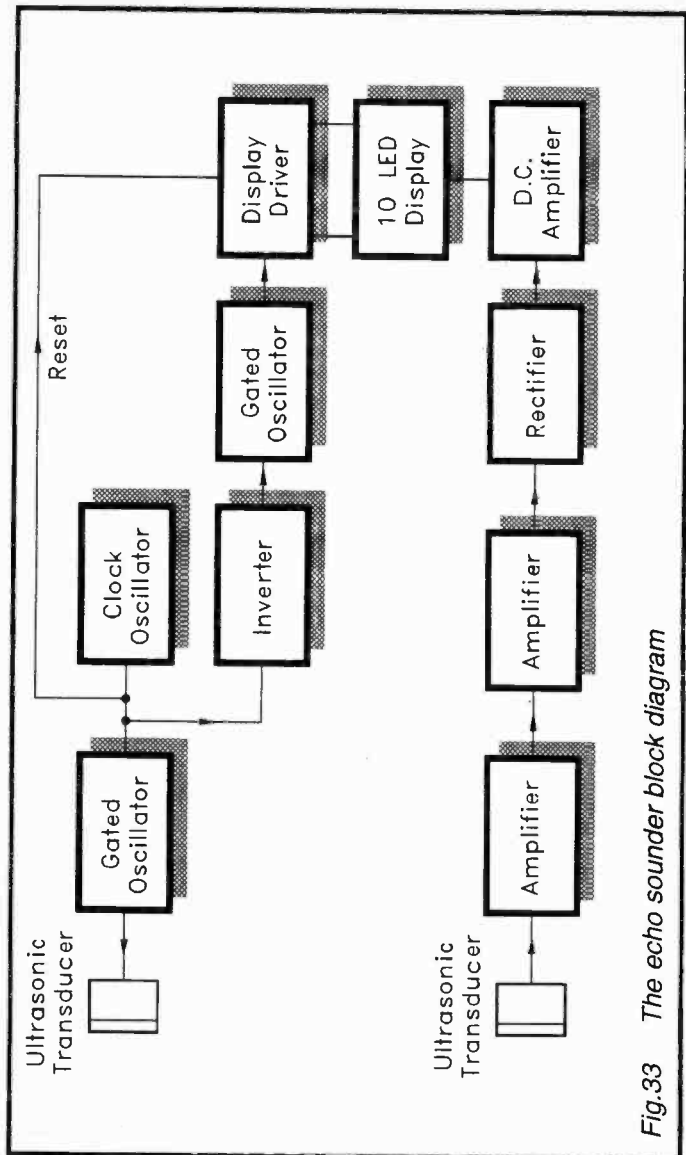 Ultrasonic
Transducer
Gated
Oscillator
Clock
Oscillator
Reset
Inverter
Gated
Oscillator
Display
Driver
10 LED
Display
Ultrasonic
Transducer
Amplifier
Amplifier
Rectifier
D.C.
Amplifier
Fig.33 The echo sounder block diagram